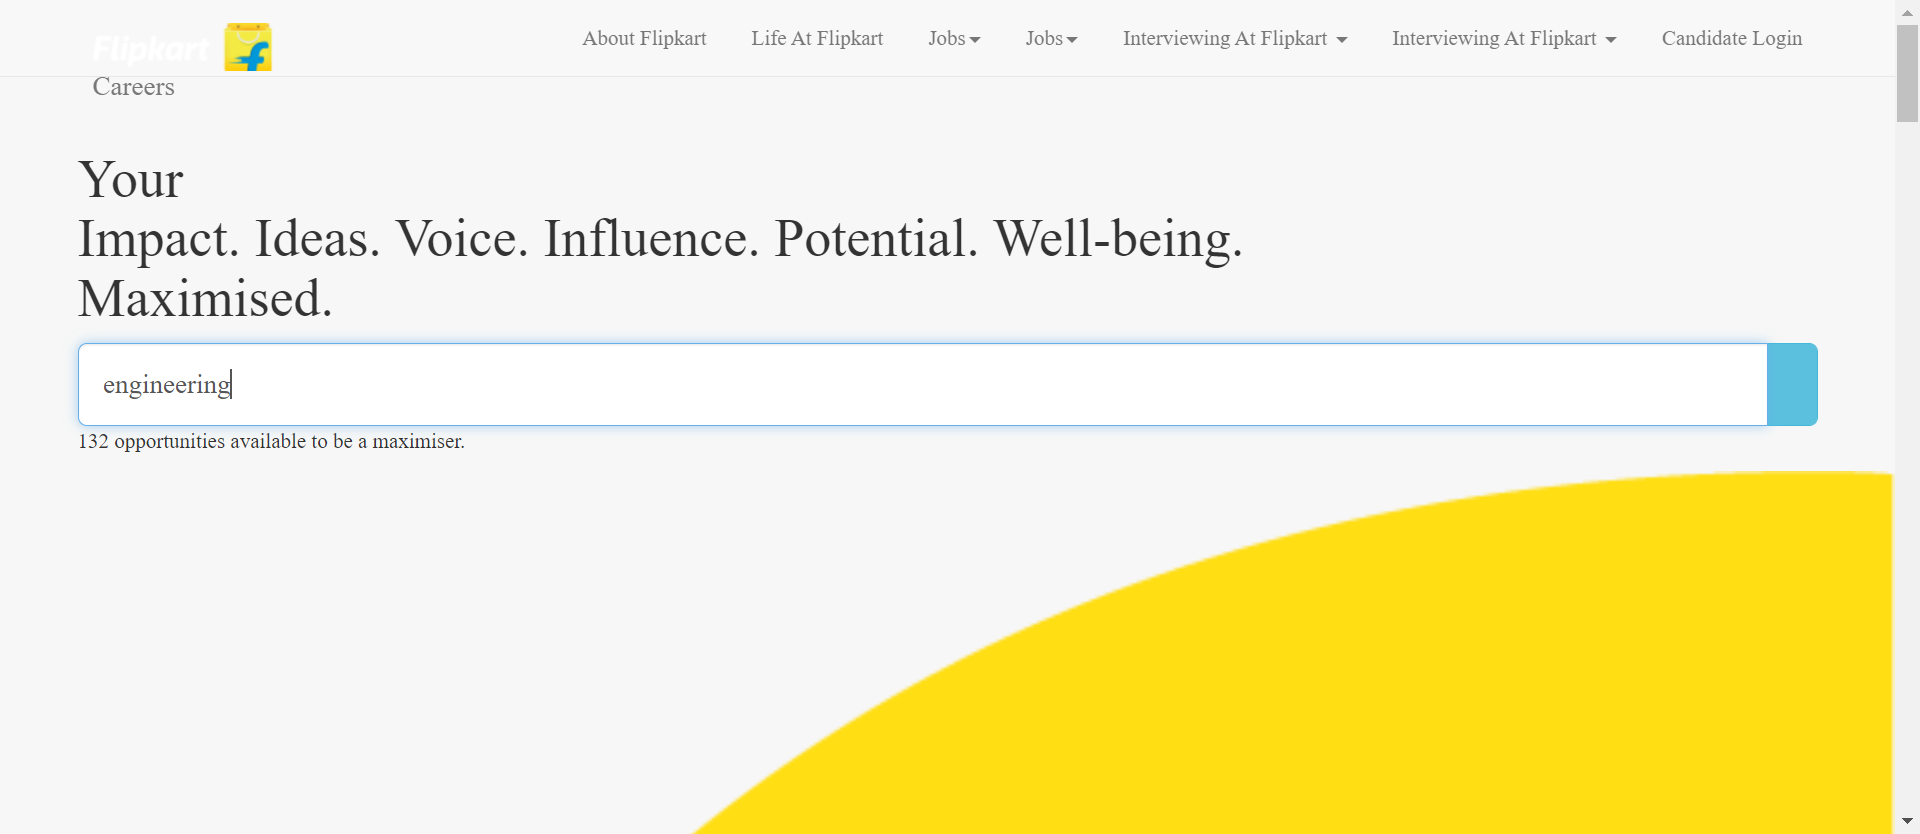 Flipkart
About Flipkart Life At Flipkart Jobs Jobs Interviewing At Flipkart Interviewing At Flipkart Candidate Login
Careers
Your
Impact. Ideas. Voice. Influence. Potential. Well-being.
Maximised.
engineering
132 opportunities available to be a maximiser.